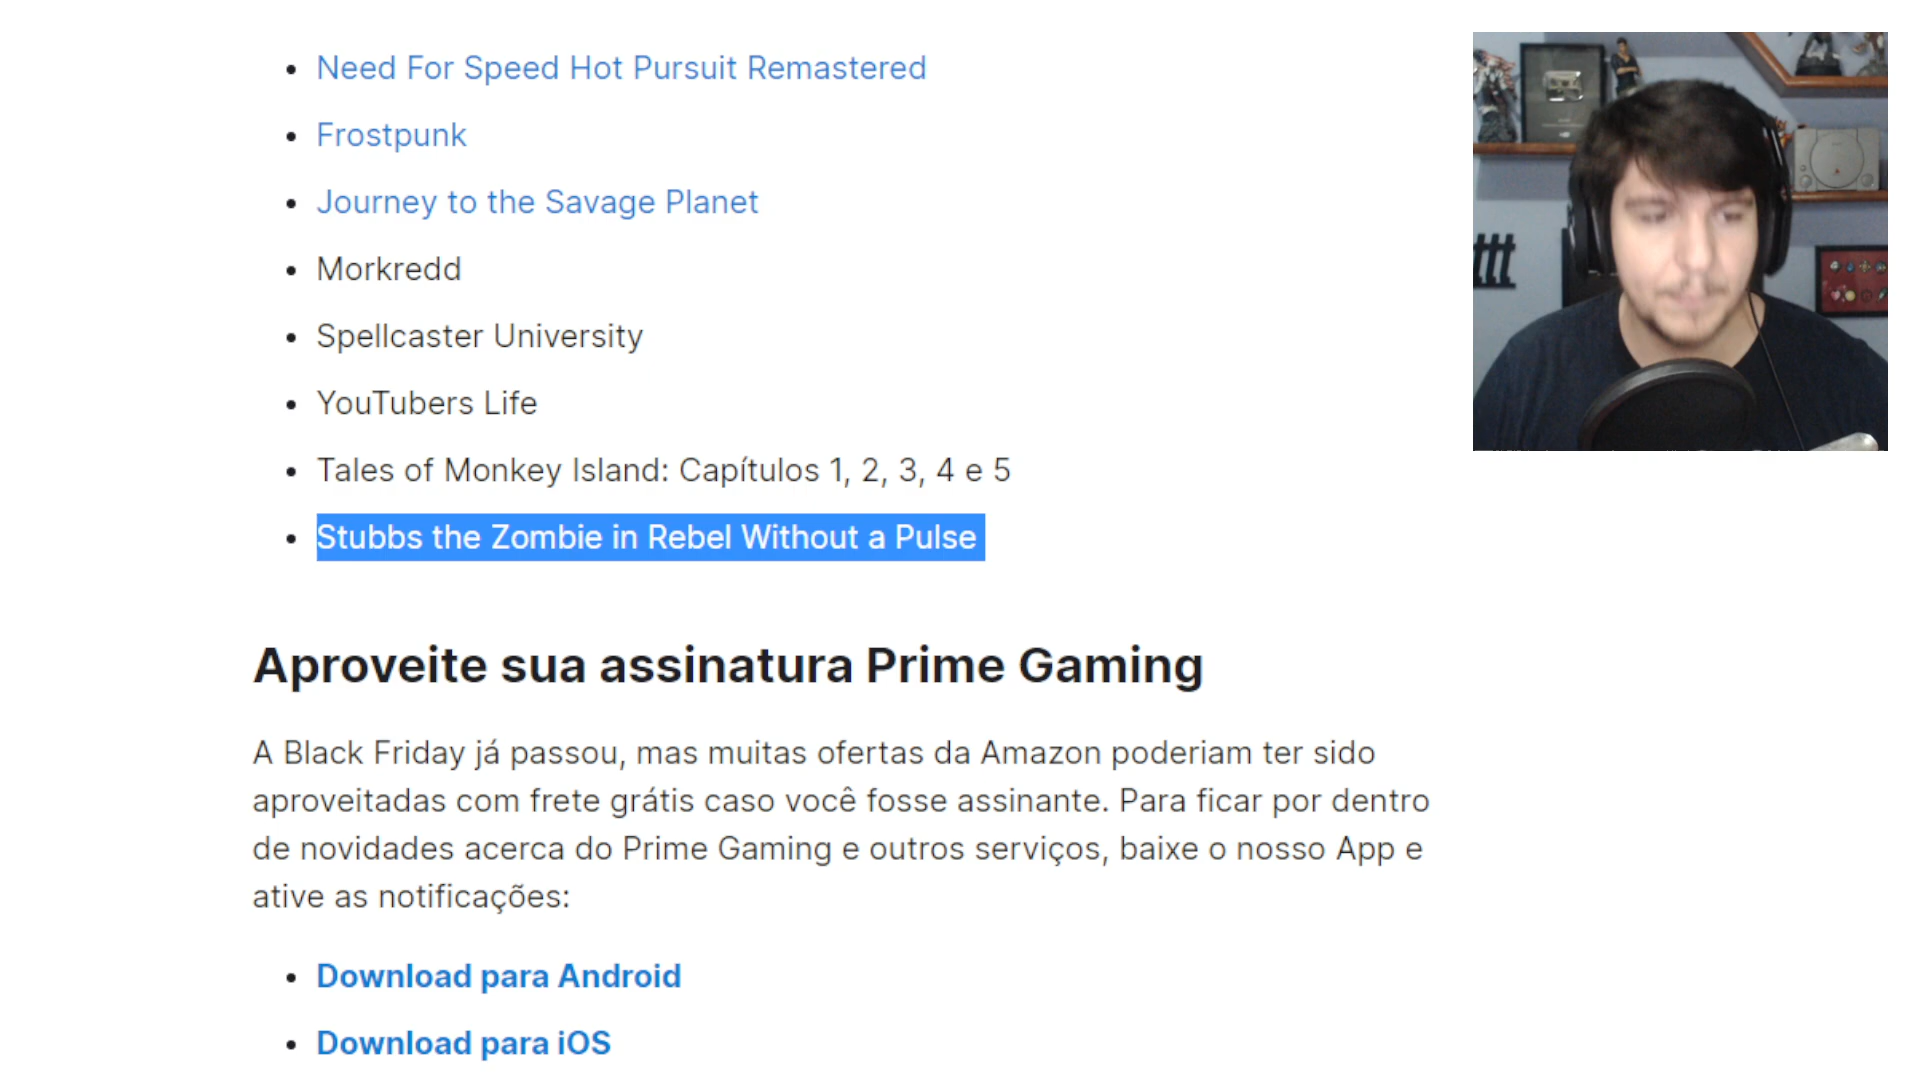 Need For Speed Hot Pursuit Remastered
Frostpunk
Journey to the Savage Planet
Morkredd
Spellcaster University
YouTubers Life
Tales of Monkey Island: Capítulos 1, 2, 3, 4 e 5
Stubbs the Zombie in Rebel Without a Pulse
Aproveite sua assinatura Prime Gaming
A Black Friday já passou, mas muitas ofertas da Amazon poderiam ter sido
aproveitadas com frete grátis caso você fosse assinante. Para ficar por dentro
de novidades acerca do Prime Gaming e outros serviços, baixe o nosso App e
ative as notificações:
Download para Android
Download para iOS